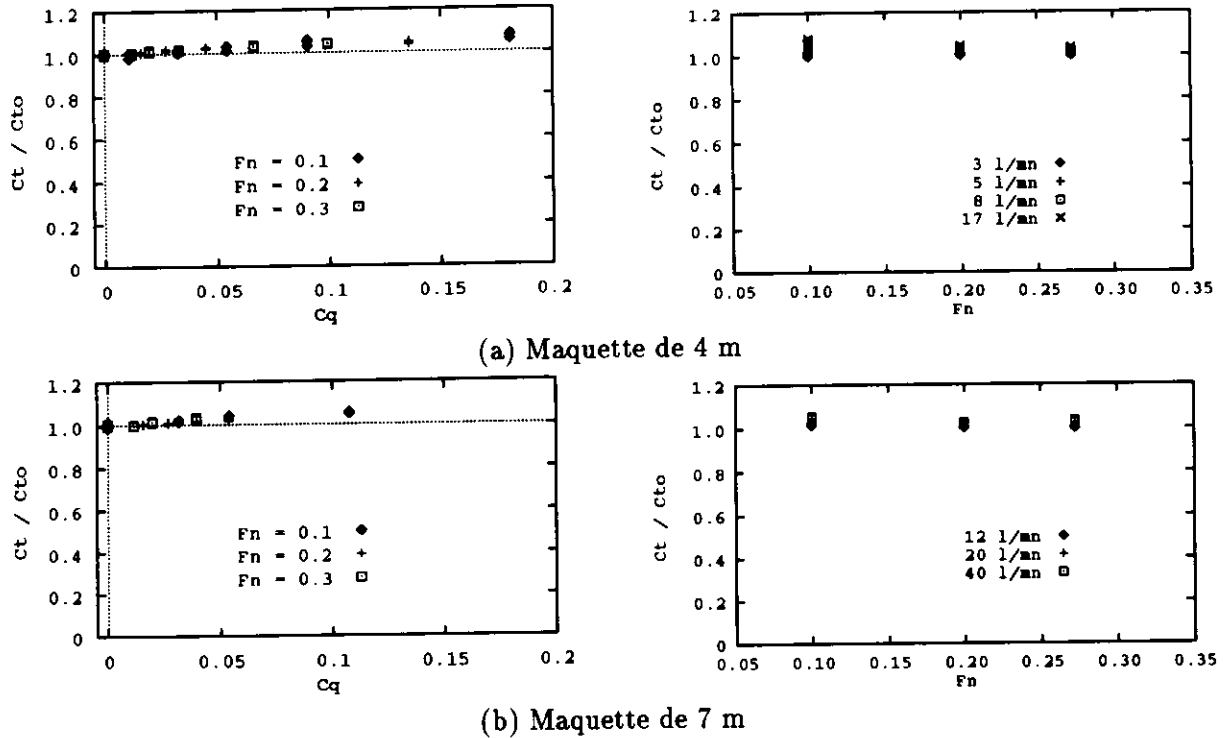 1.2
1.0
0.8
0.6
0.4
0.2
0
Ct / Cto
Fn = 0.1
Fn = 0.2
Fn = 0.3
0
0.05
0.1
0.15
0.2
Cq
1.2
1.0
0.8
0.6
0.4
0.2
0
Ct / Cto
3 l/mn
5 l/mn
8 l/mn
17 l/mn
0.05
0.10
0.15
0.20
0.25
0.30
0.35
Fn
(a) Maquette de 4 m
1.2
1.0
0.8
0.6
0.4
0.2
0
Ct / Cto
Fn = 0.1
Fn = 0.2
Fn = 0.3
0
0.05
0.1
0.15
0.2
Cq
1.2
1.0
0.8
0.6
0.4
0.2
0
Ct / Cto
12 l/mn
20 l/mn
40 l/mn
0.05
0.10
0.15
0.20
0.25
0.30
0.35
Fn
(b) Maquette de 7 m